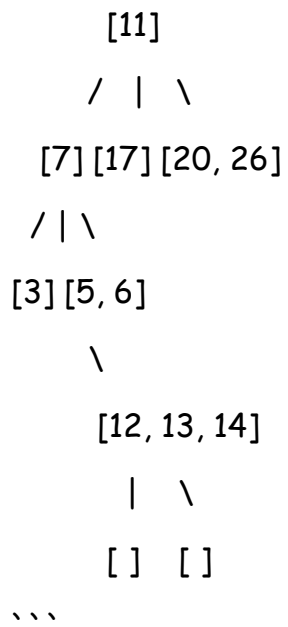 [11]
/ | \
[7] [17] [20, 26]
/ | \
[3] [5, 6]
\
[12, 13, 14]
| \
[ ] [ ]
```